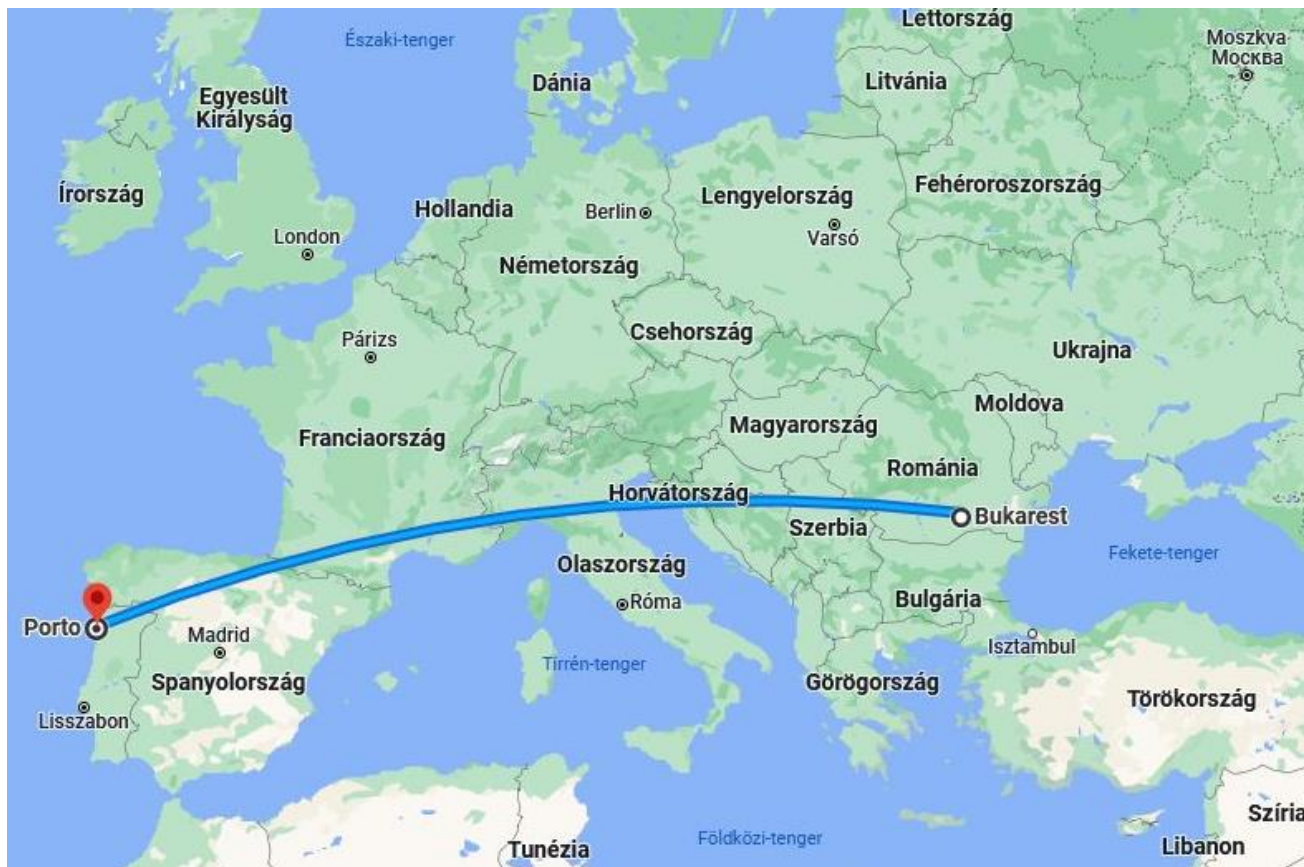 Lettország
Északi-tenger
Moszkva
Москва
Dánia
Litvánia
Egyesült
Királyság
Írország
Hollandia
Berlin
Lengyelország
Fehéroroszország
London
Varsó
Németország
Csehország
Párizs
Ukrajna
Moldova
Franciaország
Magyarország
Románia
Horvátország
Szerbia
Bukarest
Fekete-tenger
Olaszország
Bulgária
Róma
Porto
Madrid
Isztambul
Tirrén-tenger
Spanyolország
Görögország
Törökország
Lisszabon
Szíria
Földközi-tenger
Tunézia
Libanon